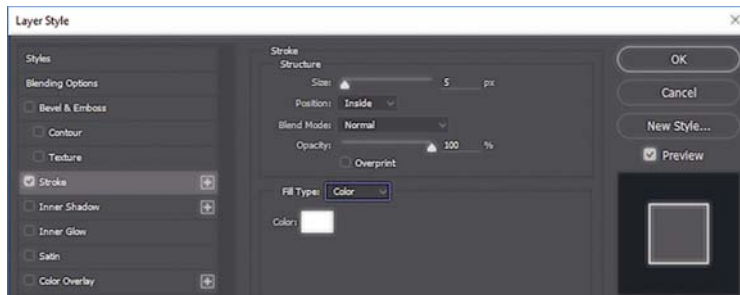 Layer Style
Styles
Blending Options
Bevel & Emboss
Contour
Texture
Stroke
Inner Shadow
Inner Glow
Satin
Color Overlay
Stroke
Structure
Size: 5 px
Position: Inside
Blend Mode: Normal
Opacity: 100 %
Overprint
Fill Type: Color
Color:
OK
Cancel
New Style...
Preview